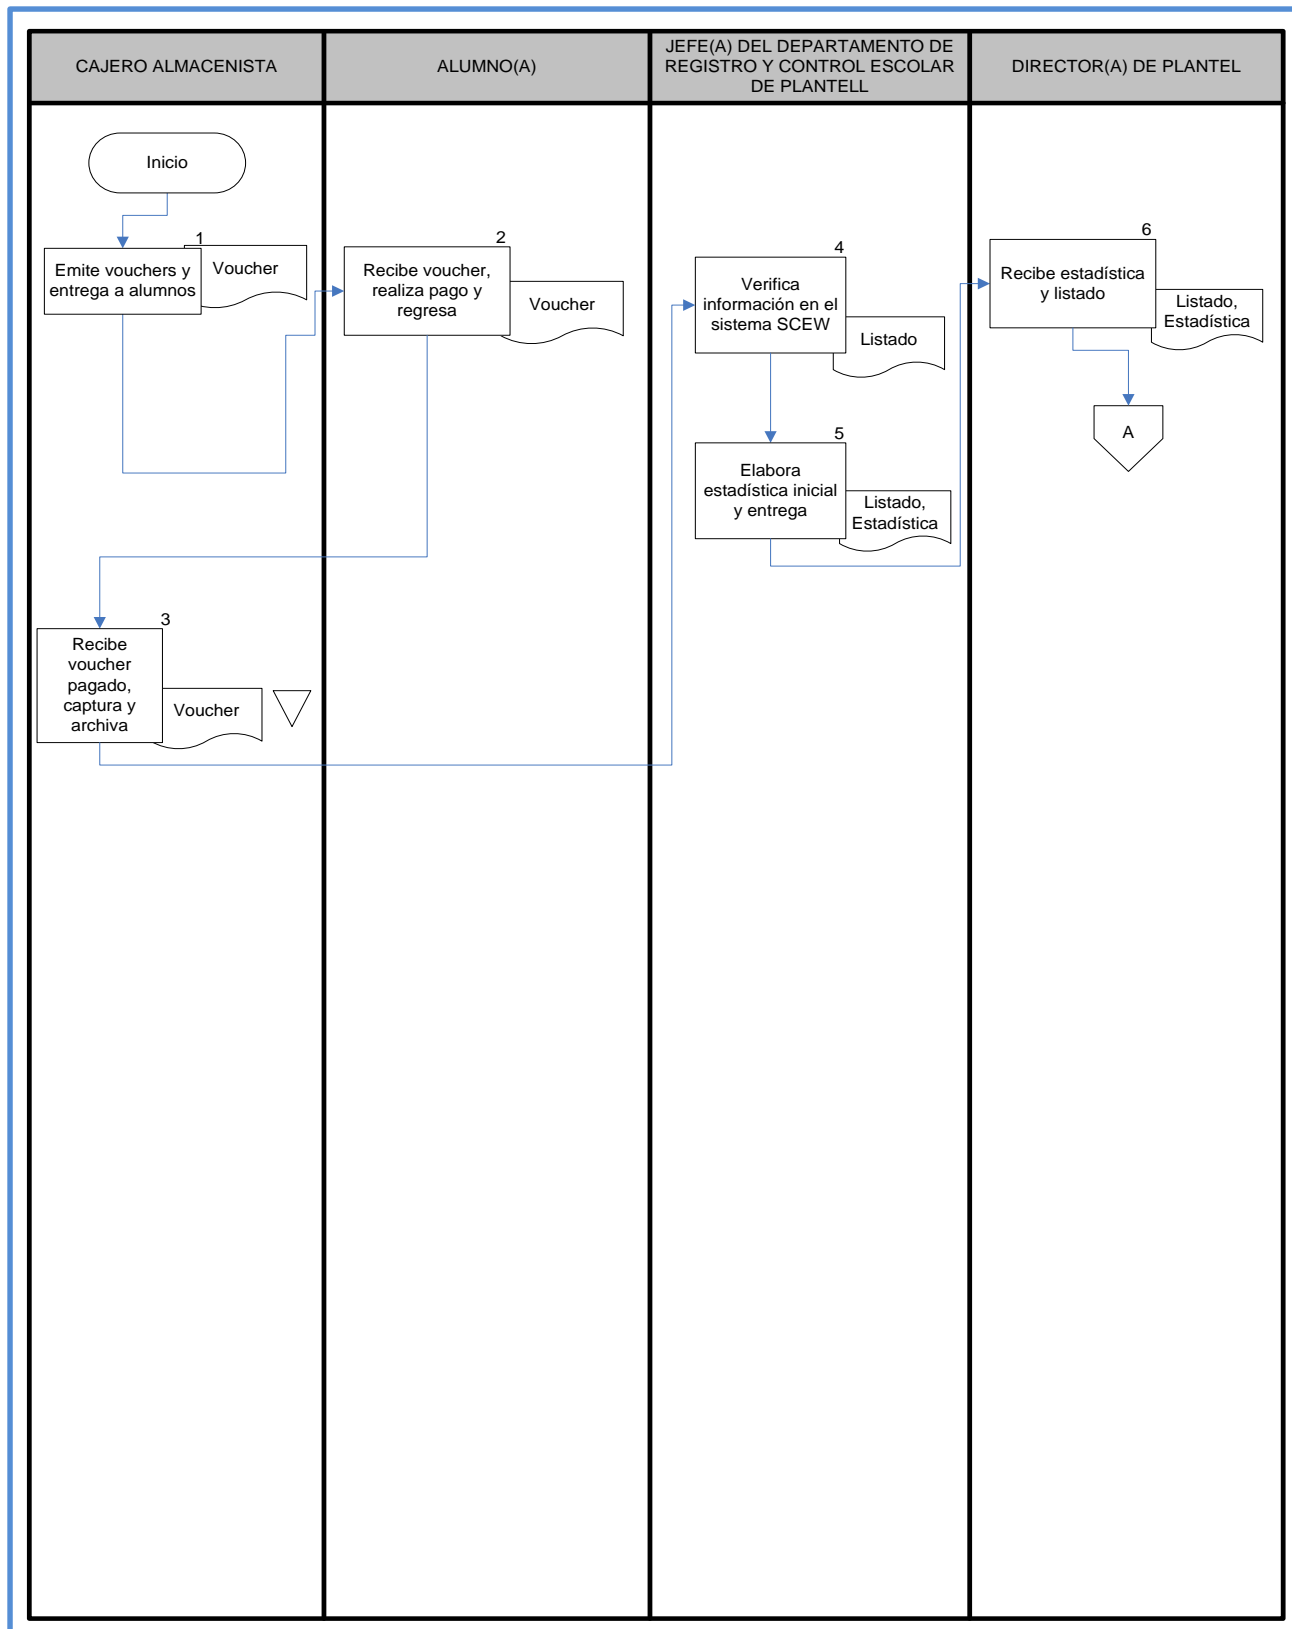 CAJERO ALMACENISTA
ALUMNO(A)
JEFE(A) DEL DEPARTAMENTO DE
REGISTRO Y CONTROL ESCOLAR
DE PLANTELL
DIRECTOR(A) DE PLANTEL
Inicio
1
Emite vouchers y
entrega a alumnos
Voucher
2
Recibe voucher,
realiza pago y
regresa
Voucher
3
Recibe
voucher
pagado,
captura y
archiva
Voucher
4
Verifica
información en el
sistema SCEW
Listado
5
Elabora
estadística inicial
y entrega
Listado,
Estadística
6
Recibe estadística
y listado
Listado,
Estadística
A